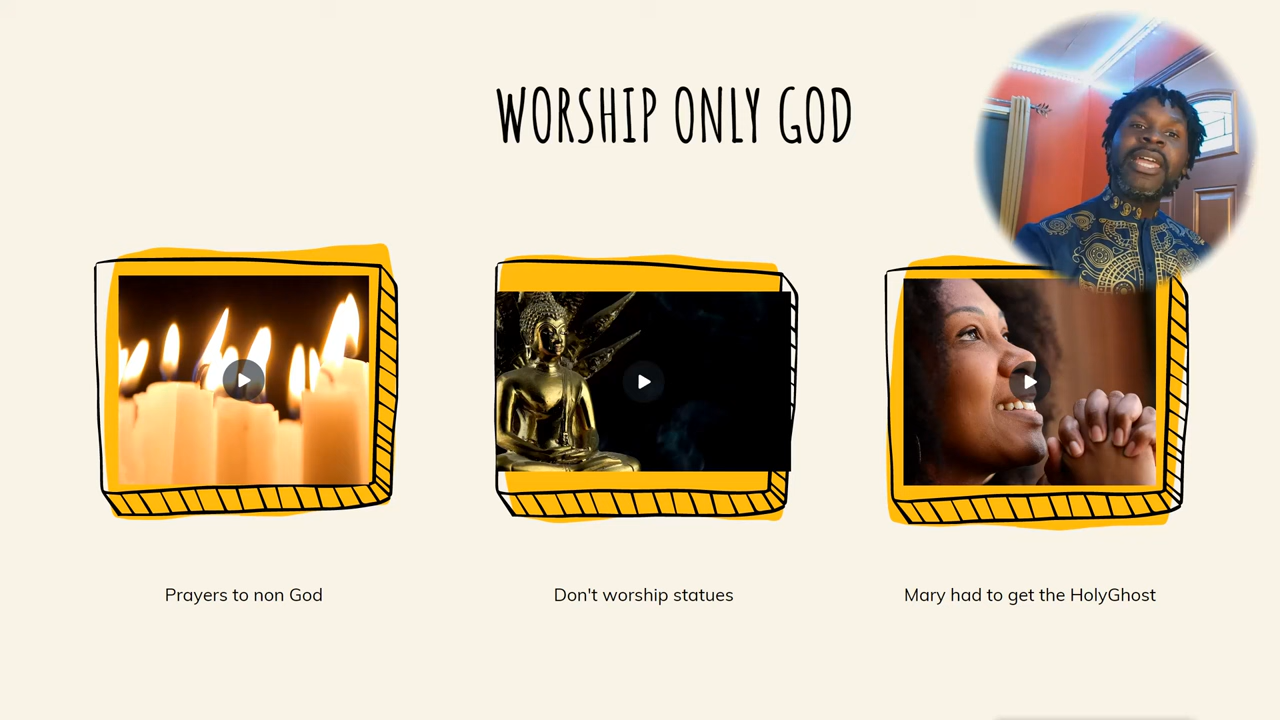 WORSHIP ONLY GOD
Prayers to non God
Don't worship statues
Mary had to get the HolyGhost